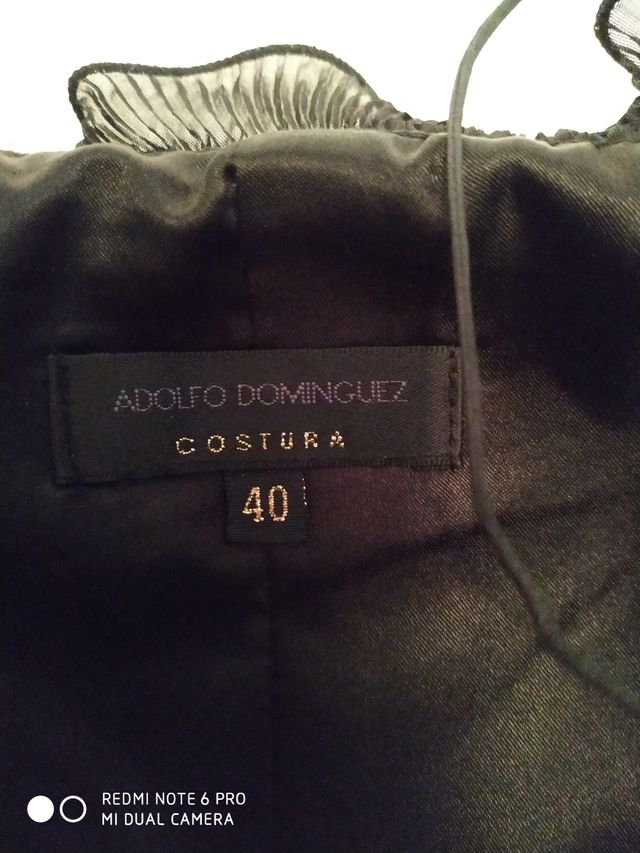 ADOLFO DOMINGUEZ
COSTURA
40
REDMI NOTE 6 PRO
MI DUAL CAMERA